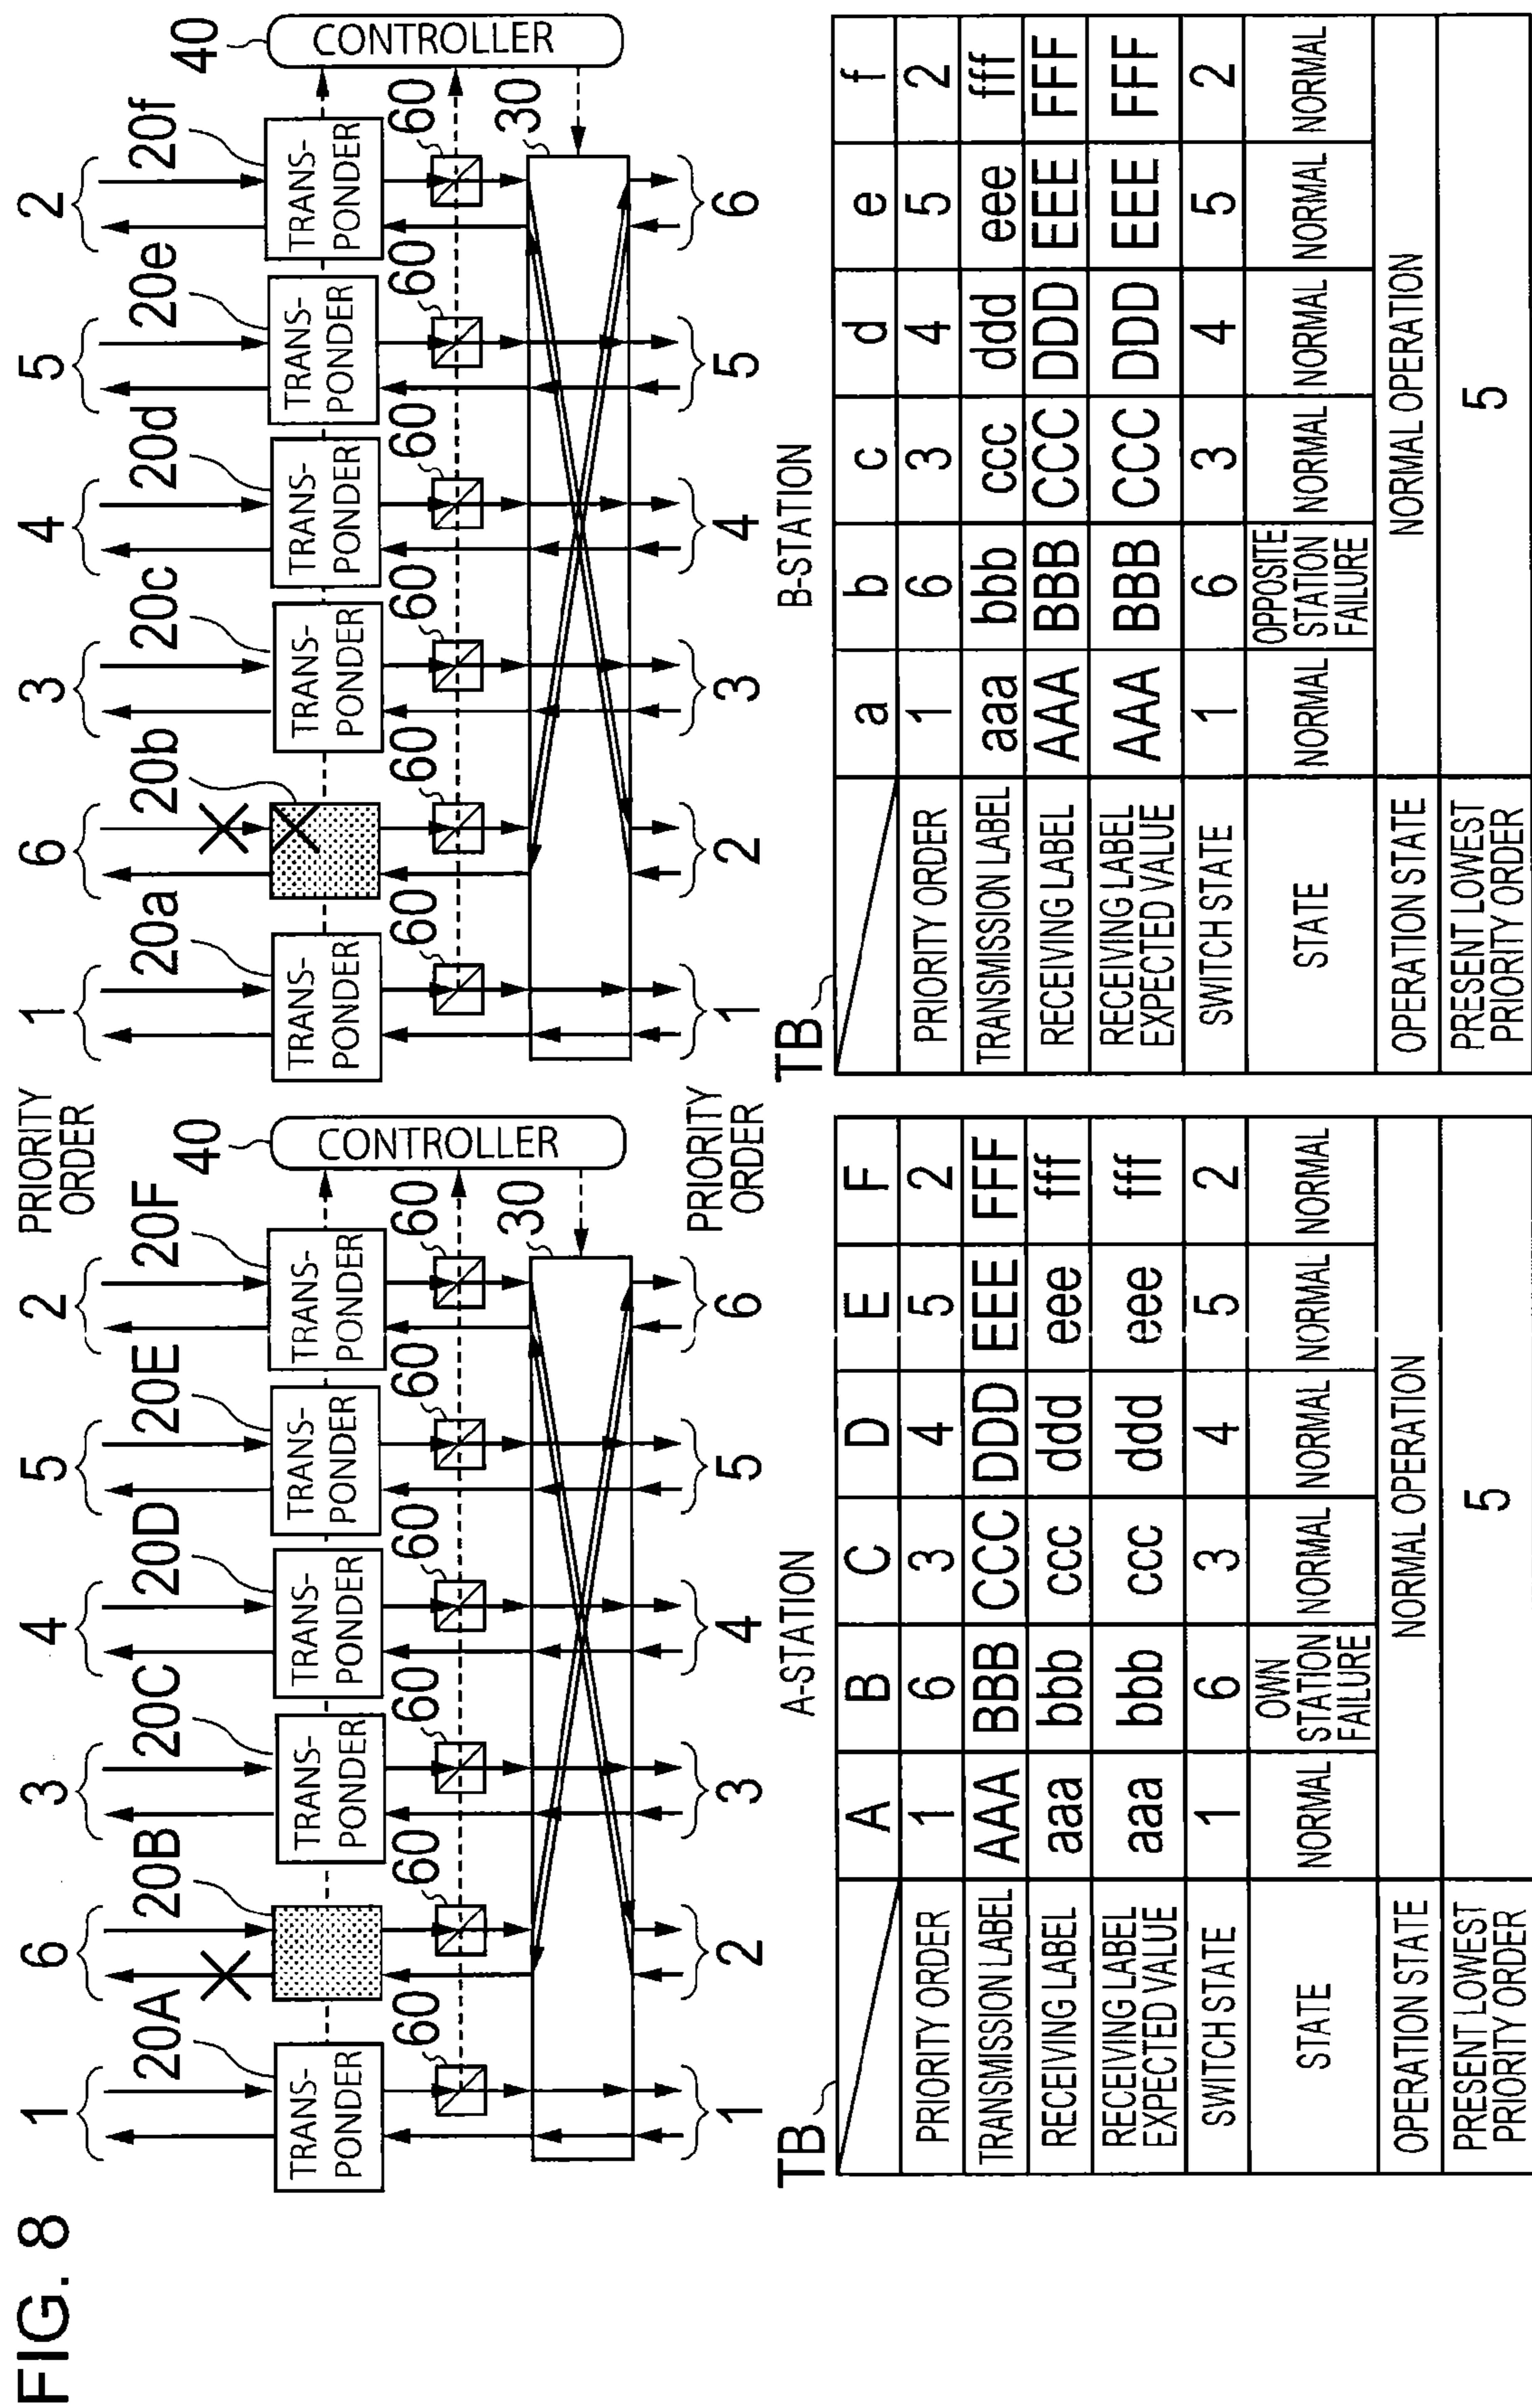 FIG. 8
PRIORITY
ORDER
1 6 3 4 5 2
20A 20B 20C 20D 20E 20F
40
TRANS-
PONDER
TRANS-
PONDER
TRANS-
PONDER
TRANS-
PONDER
TRANS-
PONDER
CONTROLLER
60 60 60 60 60 60
30
1 2 3 4 5 6
PRIORITY
ORDER
A-STATION
TB
A B C D E F
PRIORITY ORDER 1 6 3 4 5 2
TRANSMISSION LABEL AAA BBB CCC DDD EEE FFF
RECEIVING LABEL aaa bbb ccc ddd eee fff
RECEIVING LABEL
EXPECTED VALUE aaa bbb ccc ddd eee fff
SWITCH STATE 1 6 3 4 5 2
STATE NORMAL OWN
STATION
FAILURE NORMAL NORMAL NORMAL NORMAL
OPERATION STATE NORMAL OPERATION
PRESENT LOWEST
PRIORITY ORDER 5
1 6 3 4 5 2
20a 20b 20c 20d 20e 20f
40
TRANS-
PONDER
TRANS-
PONDER
TRANS-
PONDER
TRANS-
PONDER
TRANS-
PONDER
CONTROLLER
60 60 60 60 60 60
30
1 2 3 4 5 6
B-STATION
TB
a b c d e f
PRIORITY ORDER 1 6 3 4 5 2
TRANSMISSION LABEL aaa bbb ccc ddd eee fff
RECEIVING LABEL AAA BBB CCC DDD EEE FFF
RECEIVING LABEL
EXPECTED VALUE AAA BBB CCC DDD EEE FFF
SWITCH STATE 1 6 3 4 5 2
STATE NORMAL OPPOSITE
STATION
FAILURE NORMAL NORMAL NORMAL NORMAL
OPERATION STATE NORMAL OPERATION
PRESENT LOWEST
PRIORITY ORDER 5